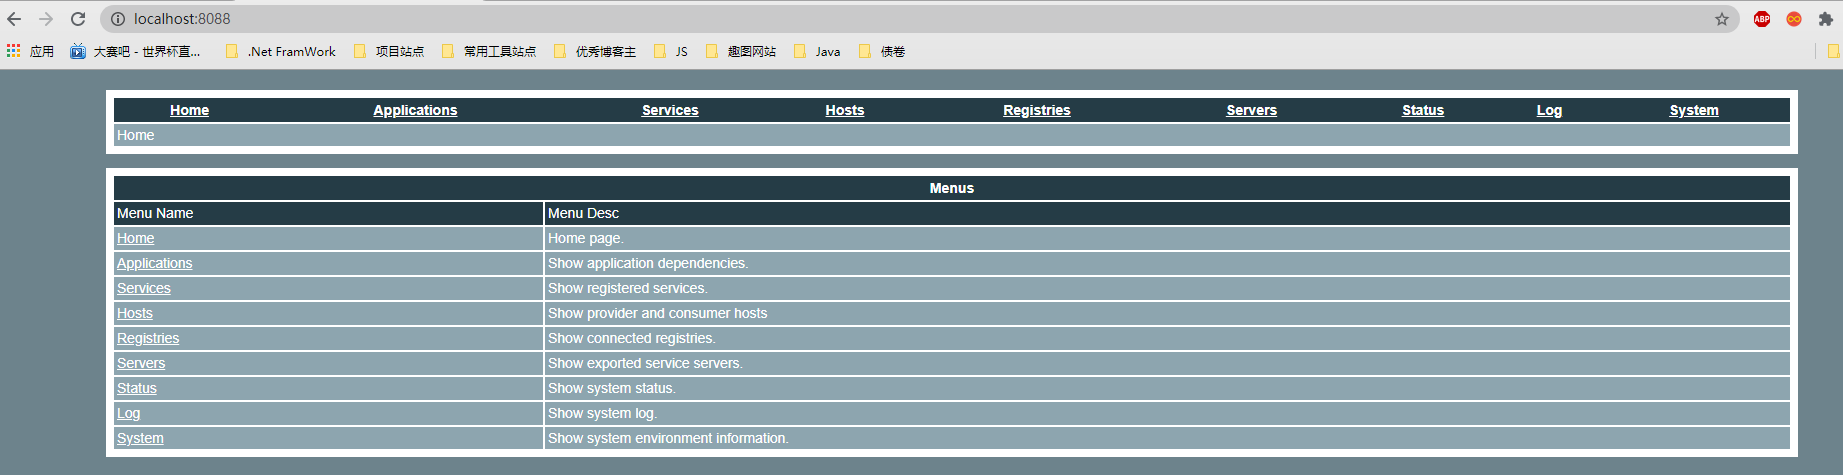 localhost:8088
ABP
应用 大赛吧 - 世界杯直... .Net FramWork 项目站点 常用工具站点 优秀博客主 JS 趣图网站 Java 债卷
Home Applications Services Hosts Registries Servers Status Log System
Home
Menus
Menu Name Menu Desc
Home Home page.
Applications Show application dependencies.
Services Show registered services.
Hosts Show provider and consumer hosts
Registries Show connected registries.
Servers Show exported service servers.
Status Show system status.
Log Show system log.
System Show system environment information.